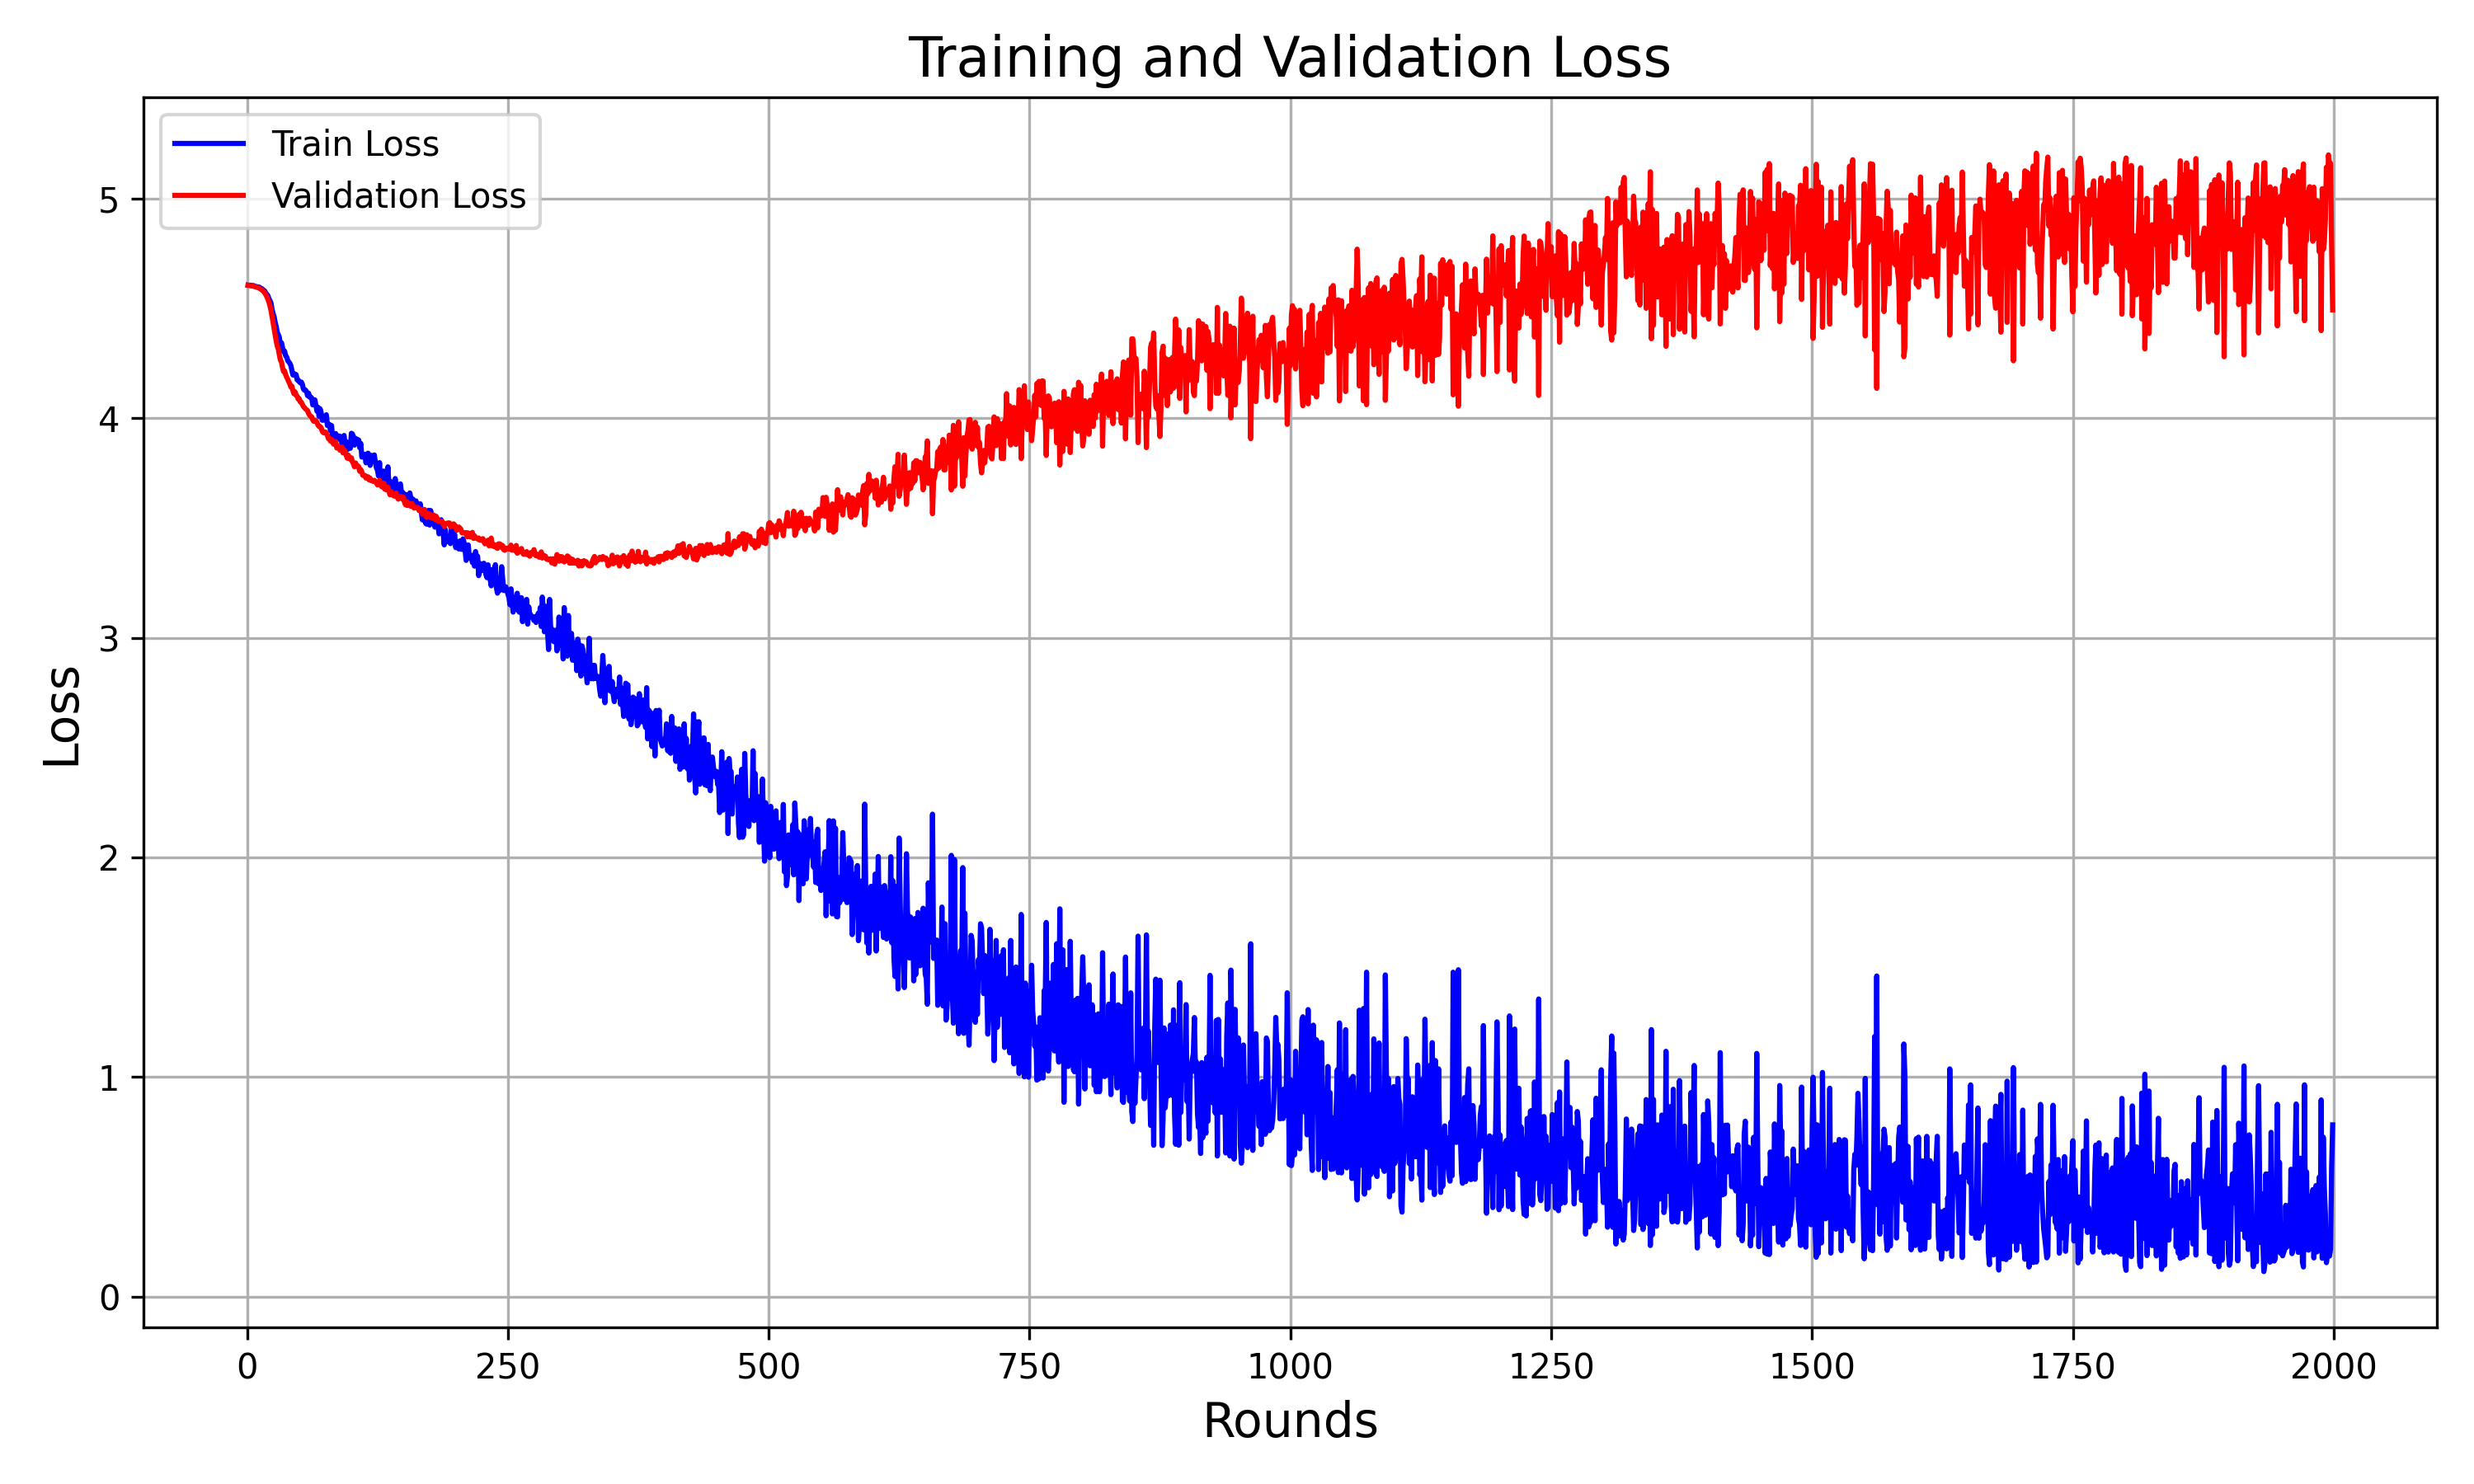 Training and Validation Loss
Train Loss
Validation Loss
5
4
3
2
1
0
Loss
0 250 500 750 1000 1250 1500 1750 2000
Rounds